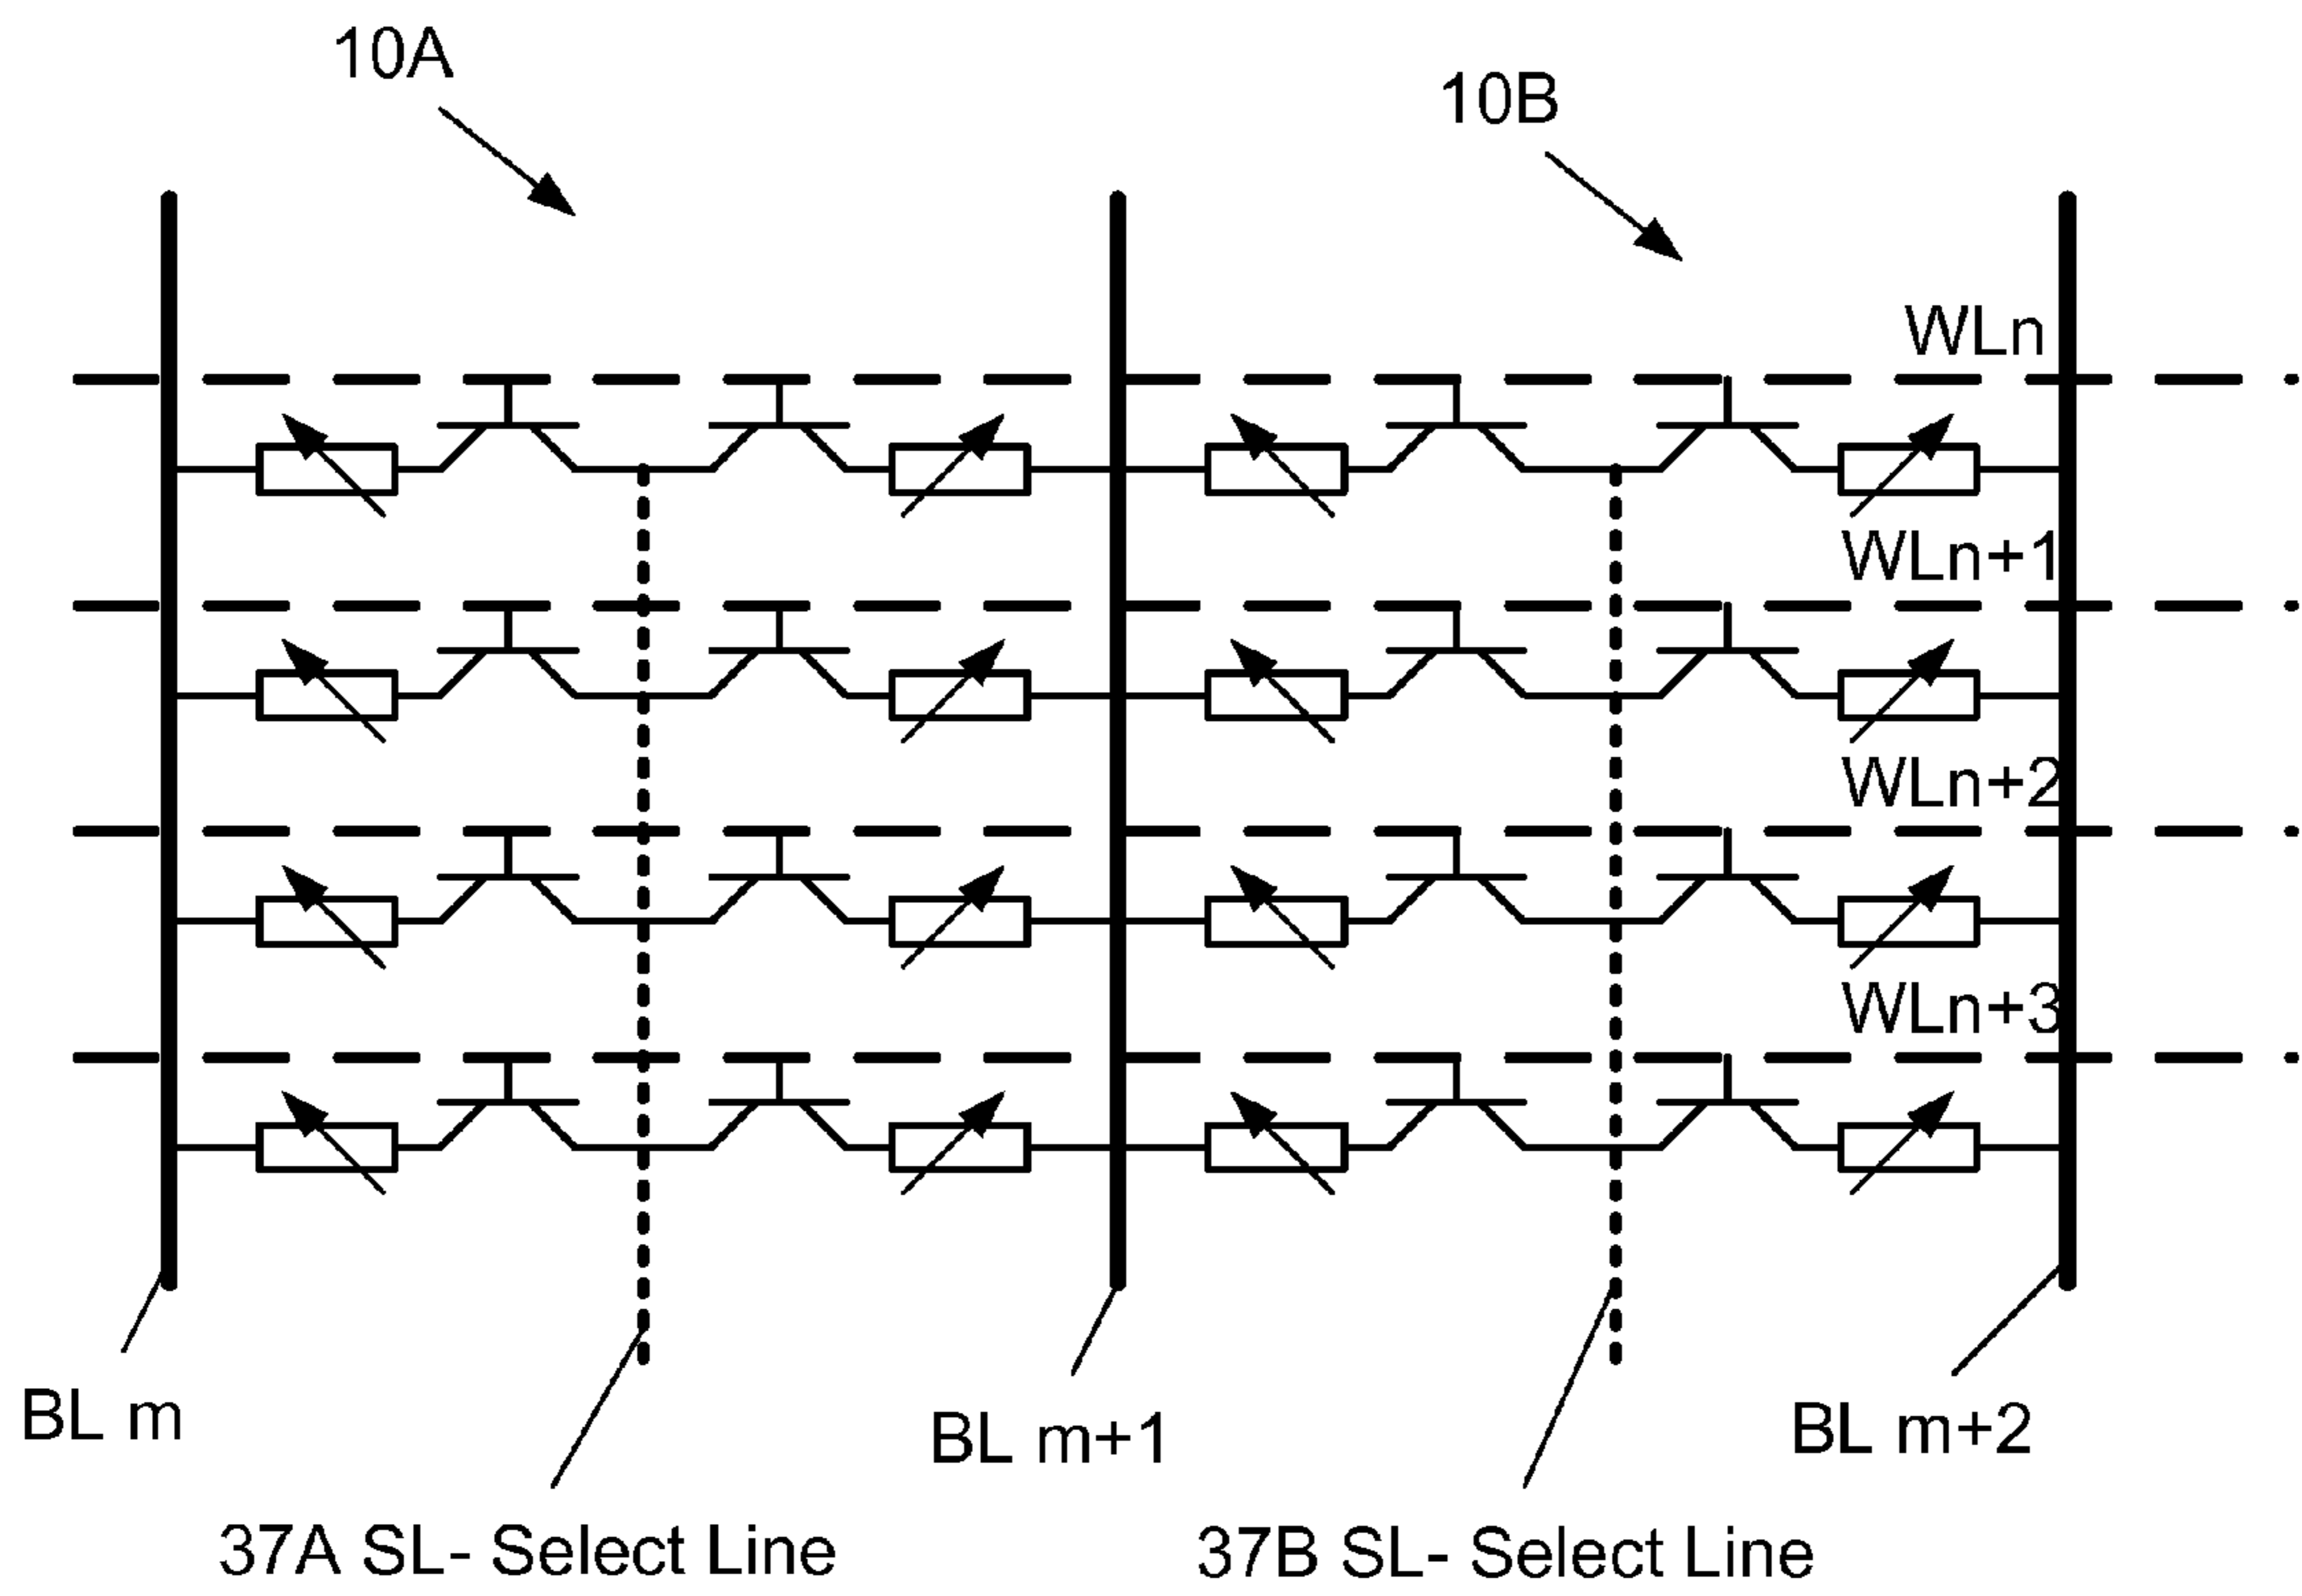 10A
10B
WLn
WLn+1
WLn+2
WLn+3
BL m
BL m+1
BL m+2
37A SL- Select Line
37B SL- Select Line